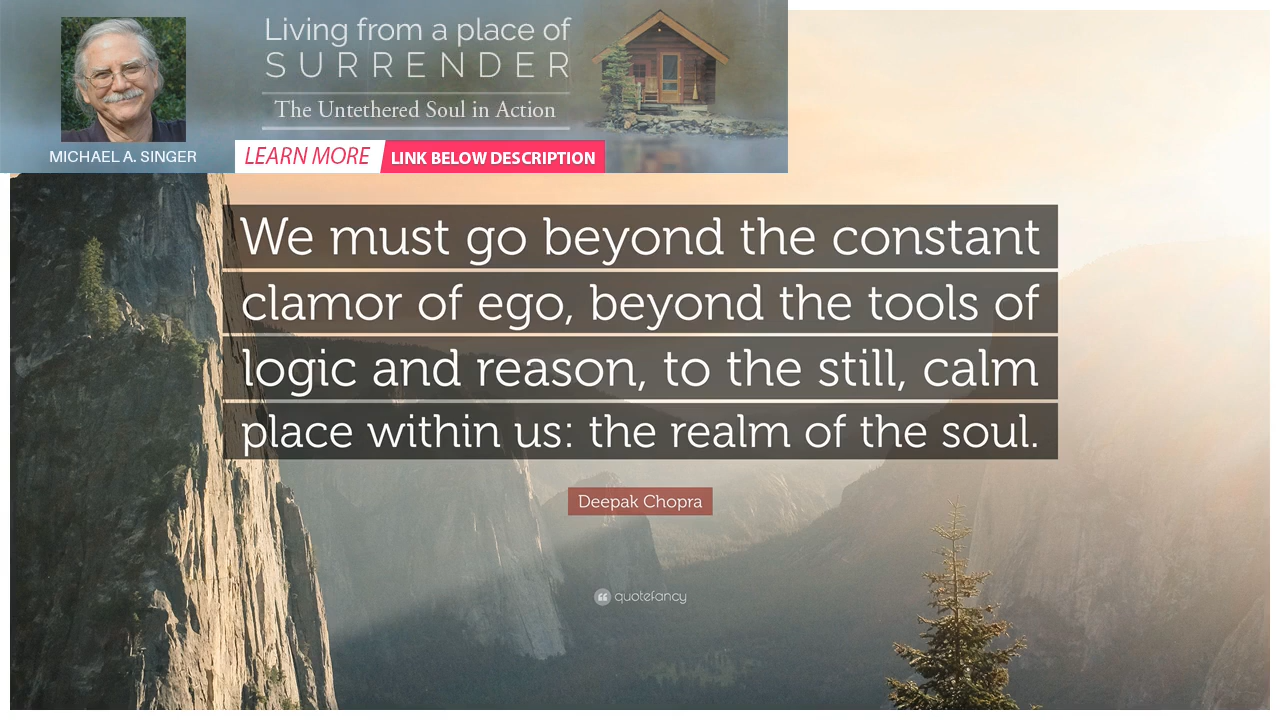 Living from a place of
SURRENDER
The Untethered Soul in Action
MICHAEL A. SINGER
LEARN MORE
LINK BELOW DESCRIPTION
We must go beyond the constant
clamor of ego, beyond the tools of
logic and reason, to the still, calm
place within us: the realm of the soul.
Deepak Chopra
quotefancy